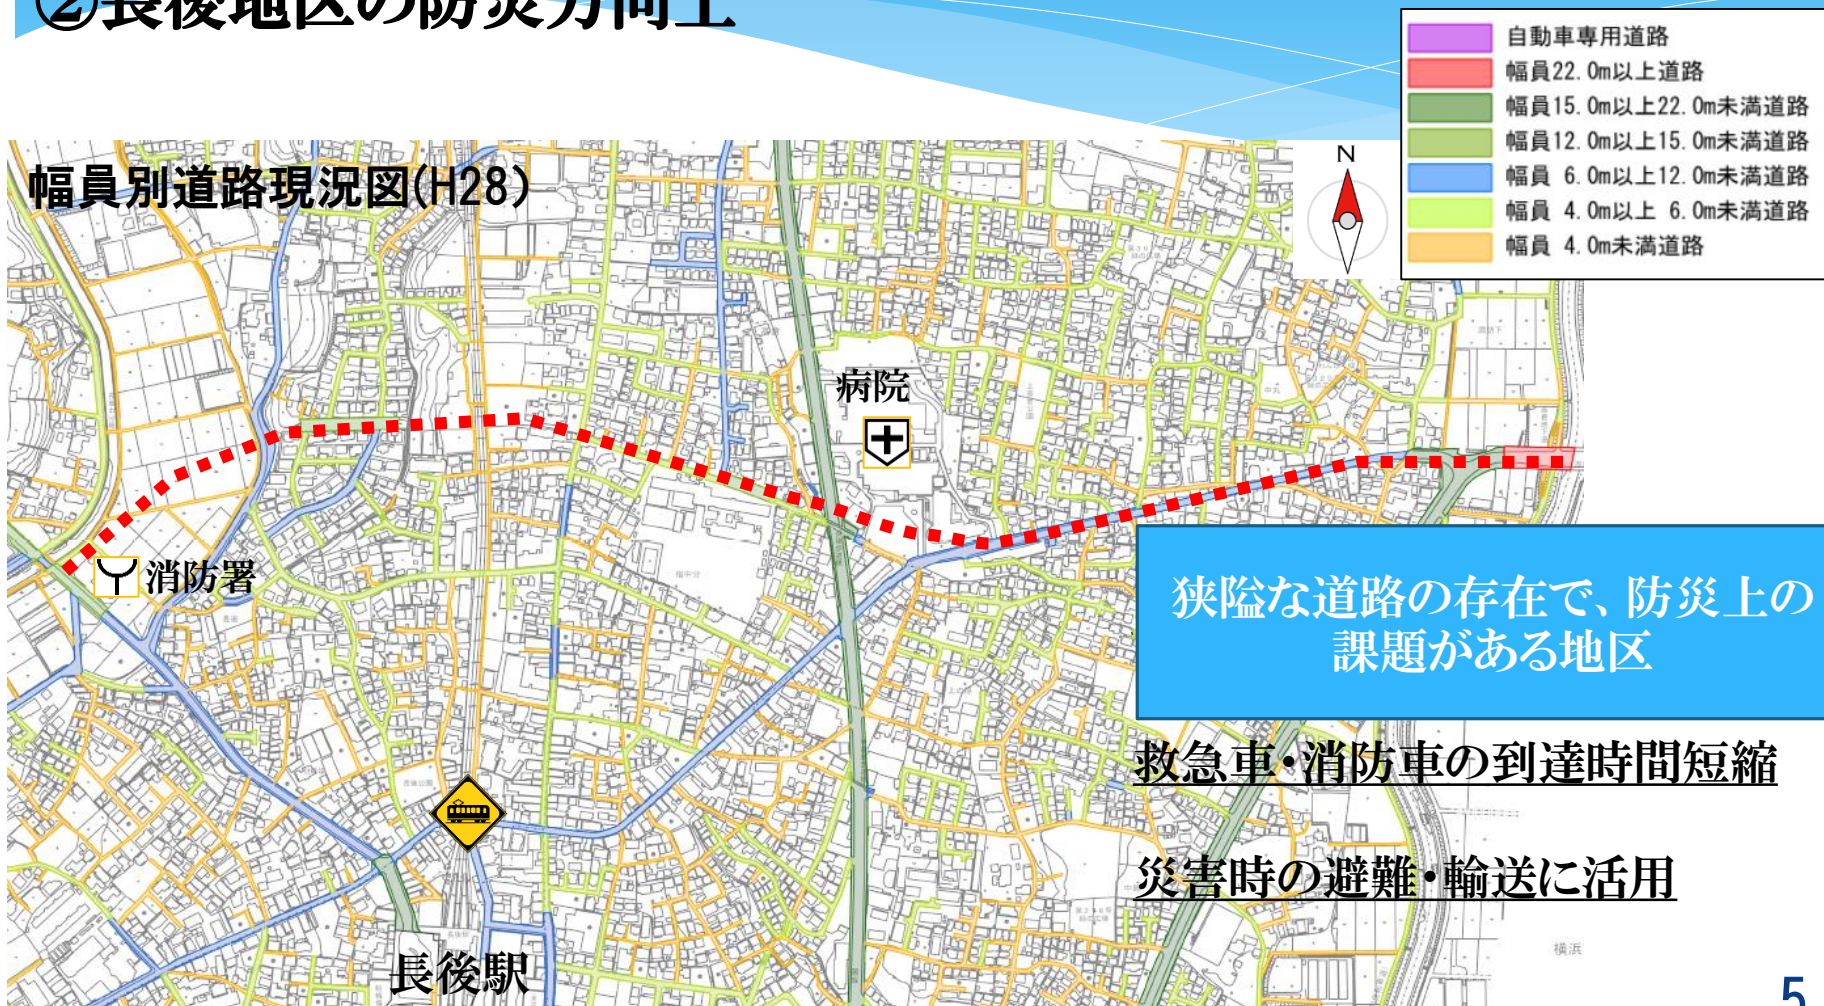 ②長後地区の防災力向上
自動車専用道路
幅員22.0m以上道路
幅員15.0m以上22.0m未満道路
幅員12.0m以上15.0m未満道路
幅員 6.0m以上12.0m未満道路
幅員 4.0m以上 6.0m未満道路
幅員 4.0m未満道路
幅員別道路現況図(H28)
N
病院
消防署
狭隘な道路の存在で、防災上の
課題がある地区
救急車・消防車の到達時間短縮
災害時の避難・輸送に活用
横浜
長後駅
5